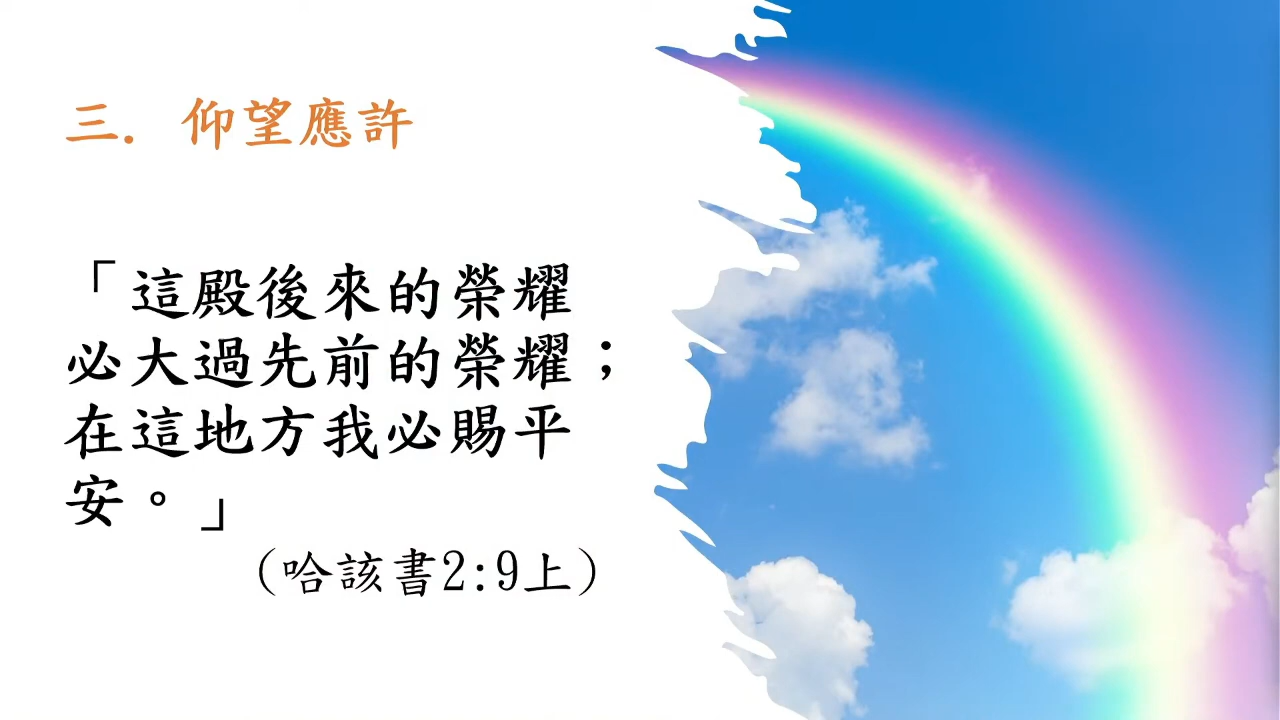 三. 仰望應許
「這殿後來的榮耀
必大過先前的榮耀；
在這地方我必賜平
安。」
(哈該書2:9上)